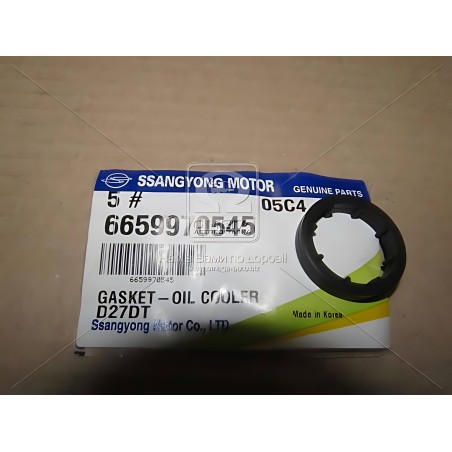 SSANGYONG MOTOR
GENUINE PARTS
5 # 05C4
6659970545
6659970545
GASKET-OIL COOLER
D27DT
Ssangyong Motor Co., LTD
Made in Korea